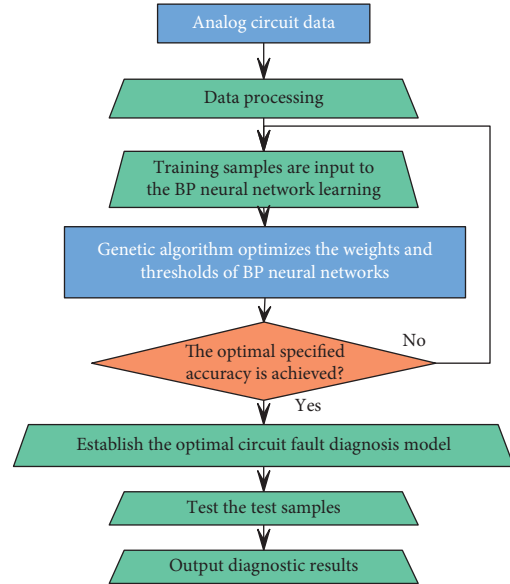 Analog circuit data
Data processing
Training samples are input to
the BP neural network learning
Genetic algorithm optimizes the weights and
thresholds of BP neural networks
No
The optimal specified
accuracy is achieved?
Yes
Establish the optimal circuit fault diagnosis model
Test the test samples
Output diagnostic results